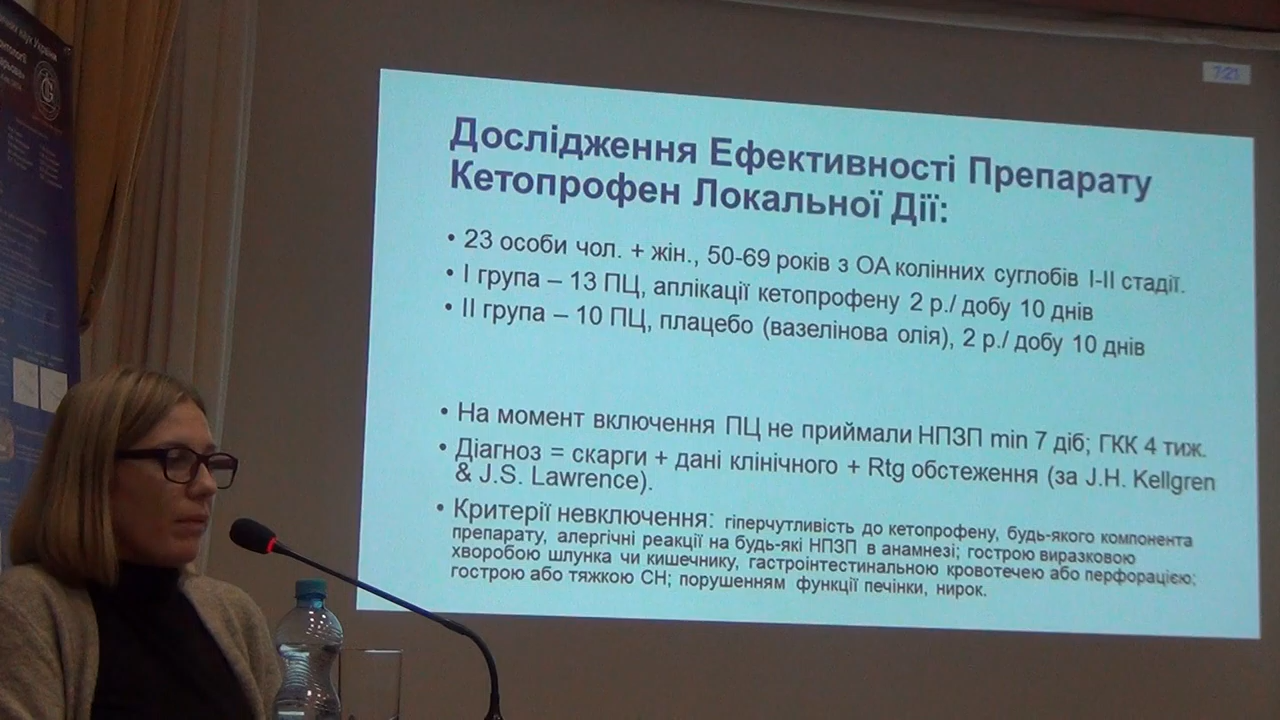 7:21
Дослідження Ефективності Препарату
Кетопрофен Локальної Дії:
• 23 особи чол. + жін., 50-69 років з ОА колінних суглобів І-ІІ стадії.
• І група – 13 ПЦ, аплікації кетопрофену 2 р./ добу 10 днів
• ІІ група – 10 ПЦ, плацебо (вазелінова олія), 2 р./ добу 10 днів
• На момент включення ПЦ не приймали НПЗП min 7 діб; ГКК 4 тиж.
• Діагноз = скарги + дані клінічного + Rtg обстеження (за J.H. Kellgren
& J.S. Lawrence).
• Критерії невключення: гіперчутливість до кетопрофену, будь-якого компонента
препарату, алергічні реакції на будь-які НПЗП в анамнезі; гострою виразковою
хворобою шлунка чи кишечнику, гастроінтестинальною кровотечею або перфорацією;
гострою або тяжкою СН; порушенням функції печінки, нирок.